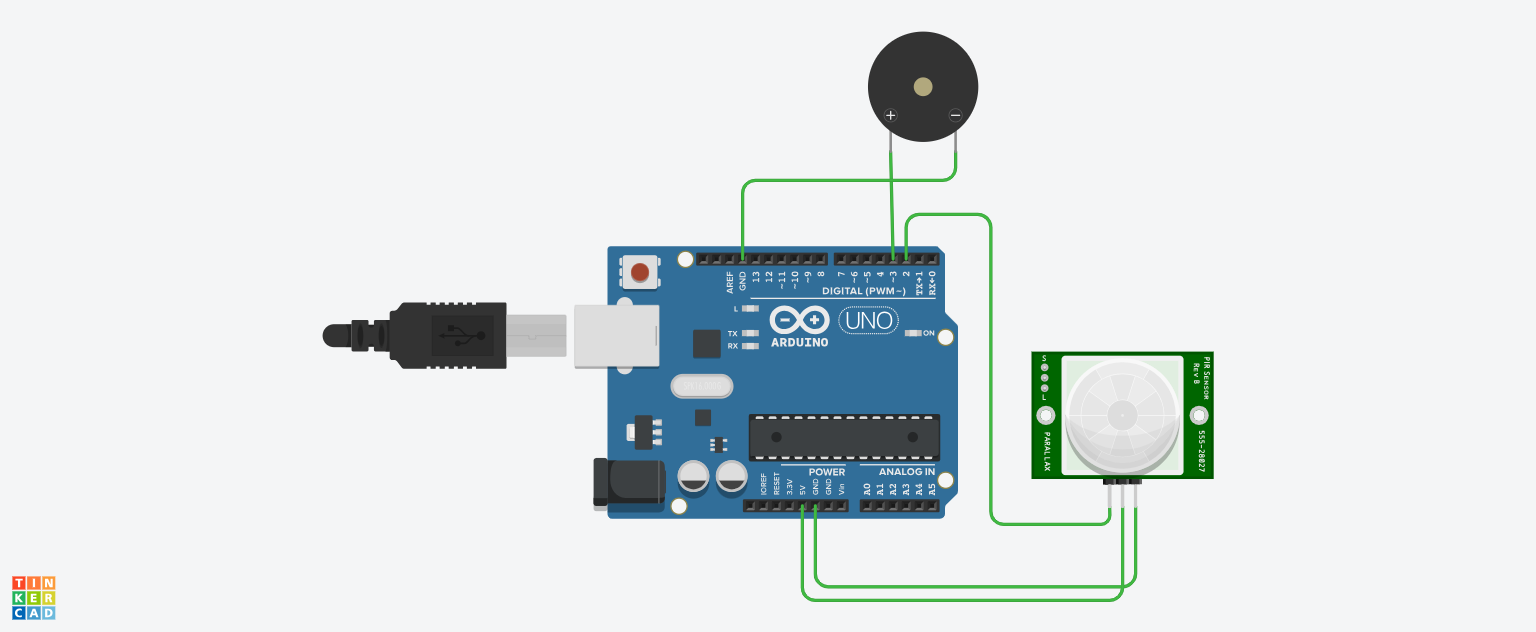 +
−
AREF
GND
13
12
~11
~10
~9
8
7
~6
~5
4
~3
2
TX→1
RX←0
DIGITAL (PWM~)
L
TX
RX
UNO
ON
ARDUINO
S
L
PARALLAX
PIR SENSOR
REV B
555-28027
POWER
ANALOG IN
IOREF
RESET
3.3V
5V
GND
GND
Vin
A0
A1
A2
A3
A4
A5
TIN
KER
CAD